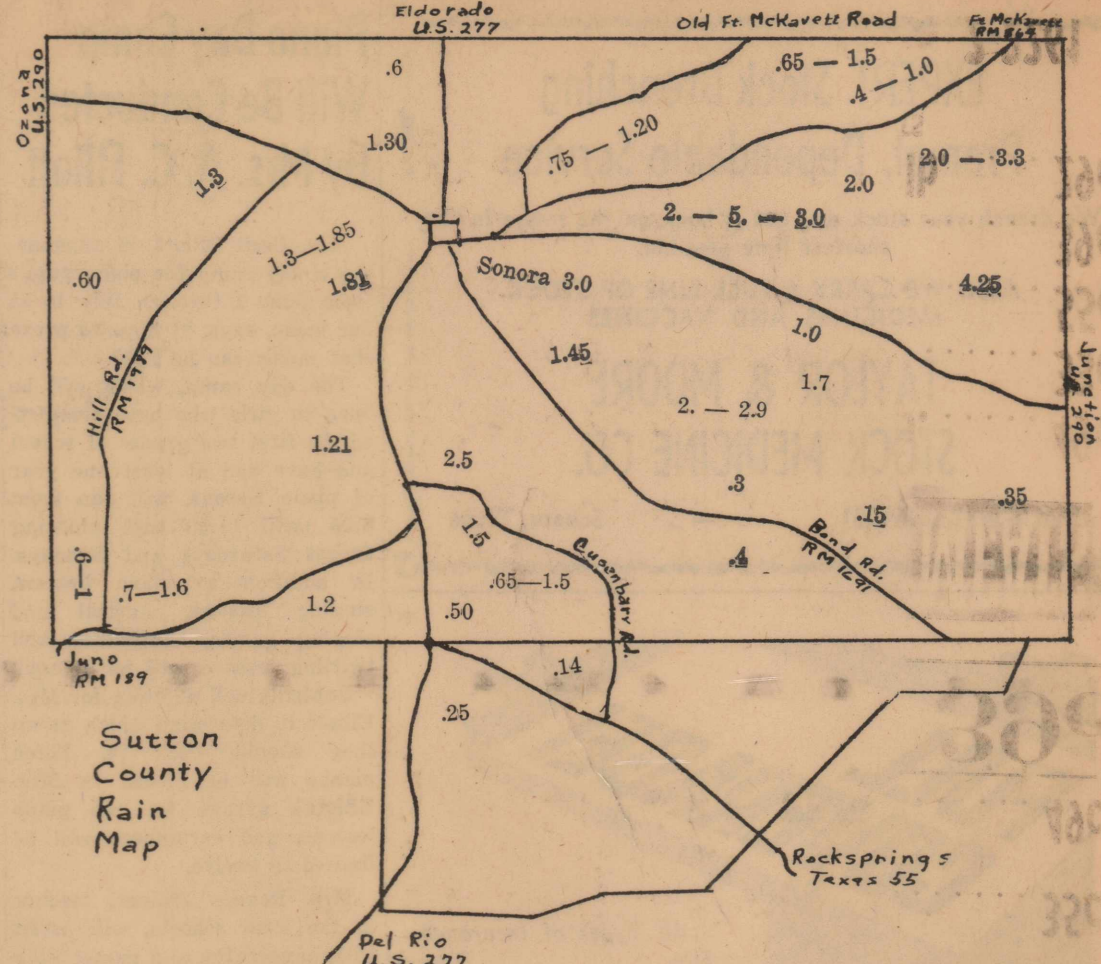 Eldorado
U.S. 277
Old Ft. McKavett Road
Ft McKavett
RM 864
Ozona
U.S. 290
.6
.65 — 1.5
.4 — 1.0
1.30
.75 — 1.20
2.0 — 3.3
1.3
2.0
2. — 5. — 3.0
1.3—1.85
.60
1.81
Sonora 3.0
4.25
1.0
1.45
Junction
U.S. 290
1.7
Hill Rd.
RM 1989
2. — 2.9
1.21
2.5
.3
.35
.15
1.5
Bond Rd.
RM 1291
.4
.6—1
.7—1.6
1.2
.65—1.5
.50
Rd.
Juno
RM 189
.14
.25
Sutton
County
Rain
Map
Rocksprings
Texas 55
Del Rio
U.S. 277